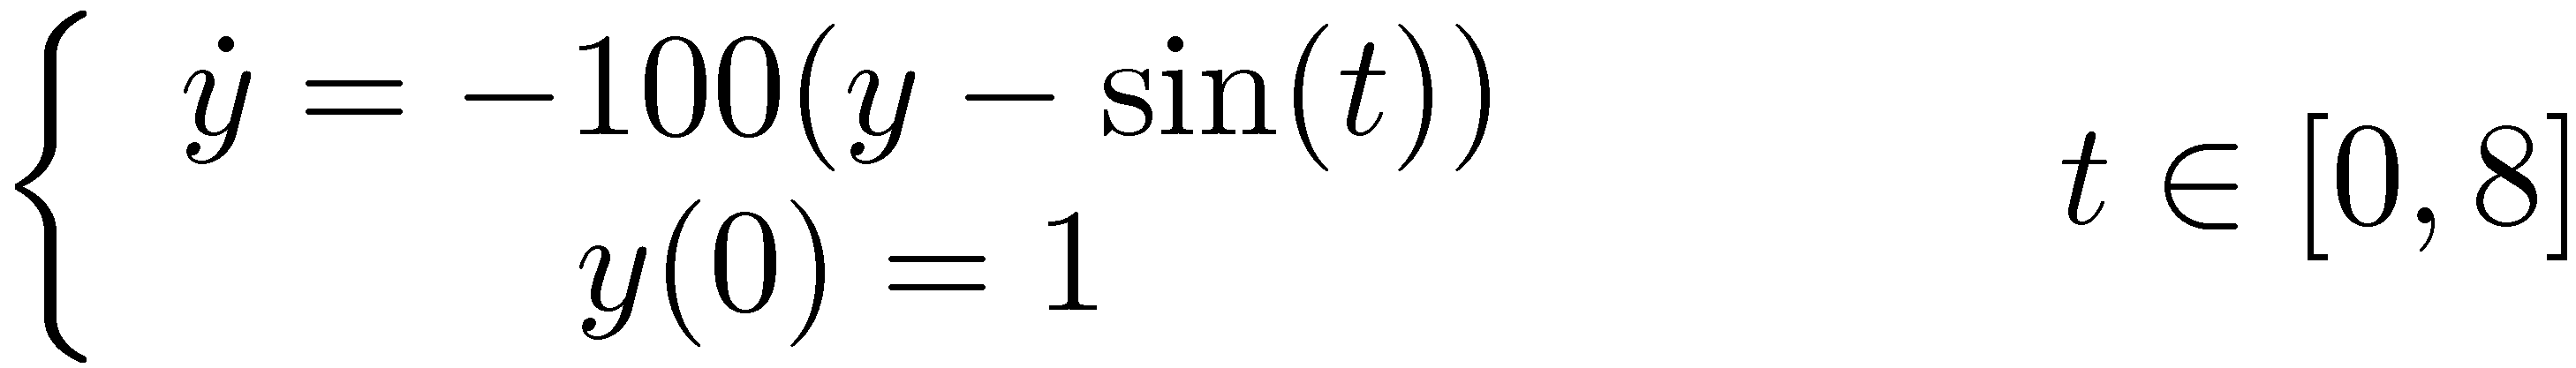 ẏ = −100(y − sin(t))
y(0) = 1
t ∈ [0, 8]